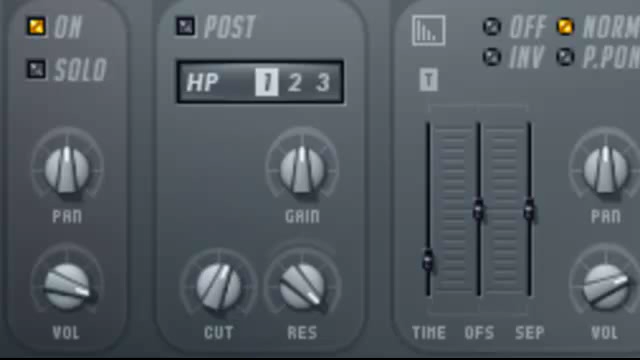 ON
SOLO
PAN
VOL
POST
HP 1 2 3
GAIN
CUT RES
OFF NORM
INV P.PON
T
TIME OFS SEP
PAN
VOL